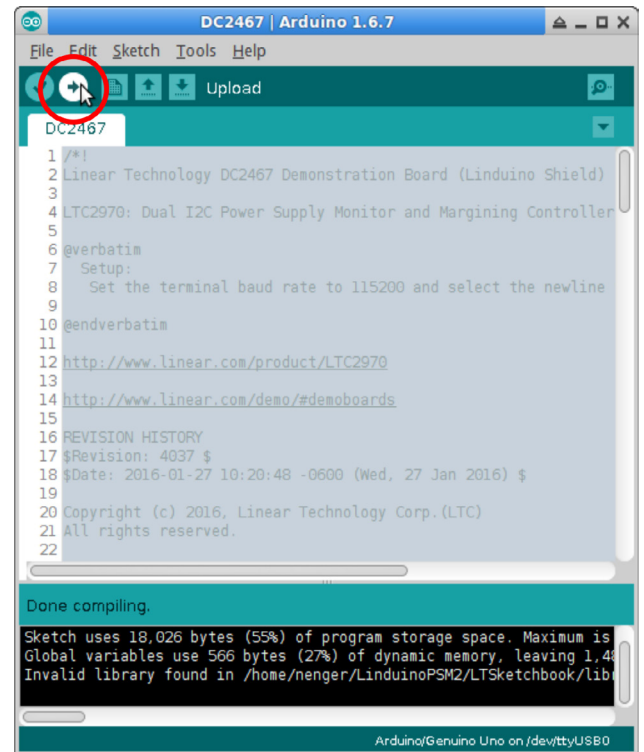 DC2467 | Arduino 1.6.7
File Edit Sketch Tools Help
Upload
DC2467
1 /*!
2 Linear Technology DC2467 Demonstration Board (Linduino Shield)
3
4 LTC2970: Dual I2C Power Supply Monitor and Margining Controller
5
6 @verbatim
7 Setup:
8 Set the terminal baud rate to 115200 and select the newline
9
10 @endverbatim
11
12 http://www.linear.com/product/LTC2970
13
14 http://www.linear.com/demo/#demoboards
15
16 REVISION HISTORY
17 $Revision: 4037 $
18 $Date: 2016-01-27 10:20:48 -0600 (Wed, 27 Jan 2016) $
19
20 Copyright (c) 2016, Linear Technology Corp.(LTC)
21 All rights reserved.
22
Done compiling.
Sketch uses 18,026 bytes (55%) of program storage space. Maximum is
Global variables use 566 bytes (27%) of dynamic memory, leaving 1,48
Invalid library found in /home/nenger/LinduinoPSM2/LTSketchbook/lib
Arduino/Genuino Uno on /dev/ttyUSB0